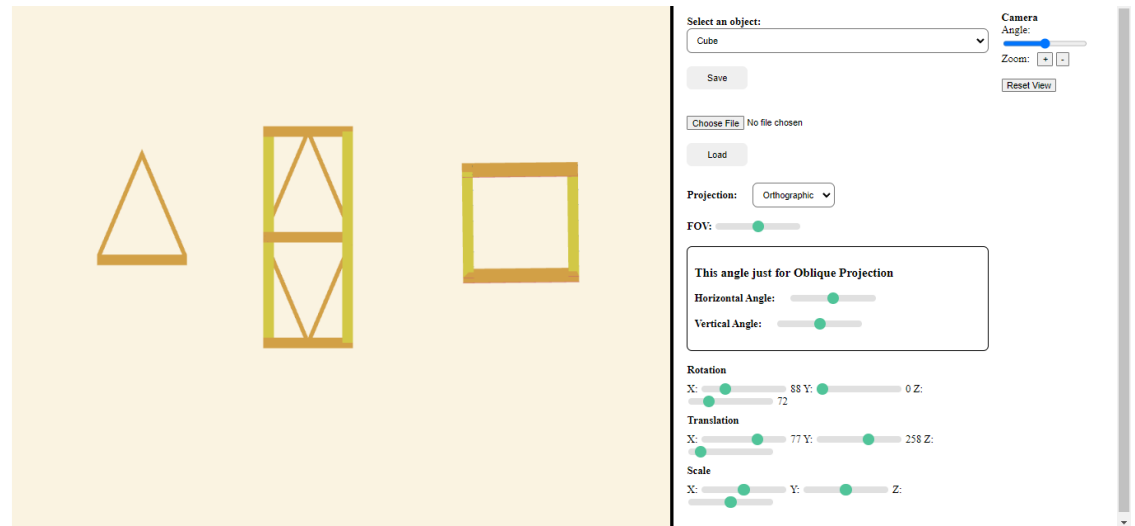 Select an object:
Cube
Save
Choose File No file chosen
Load
Projection: Orthographic
FOV:
This angle just for Oblique Projection
Horizontal Angle:
Vertical Angle:
Rotation
X: 88 Y: 0 Z:
72
Translation
X: 77 Y: 258 Z:
Scale
X: Y: Z:
Camera
Angle:
Zoom: + -
Reset View